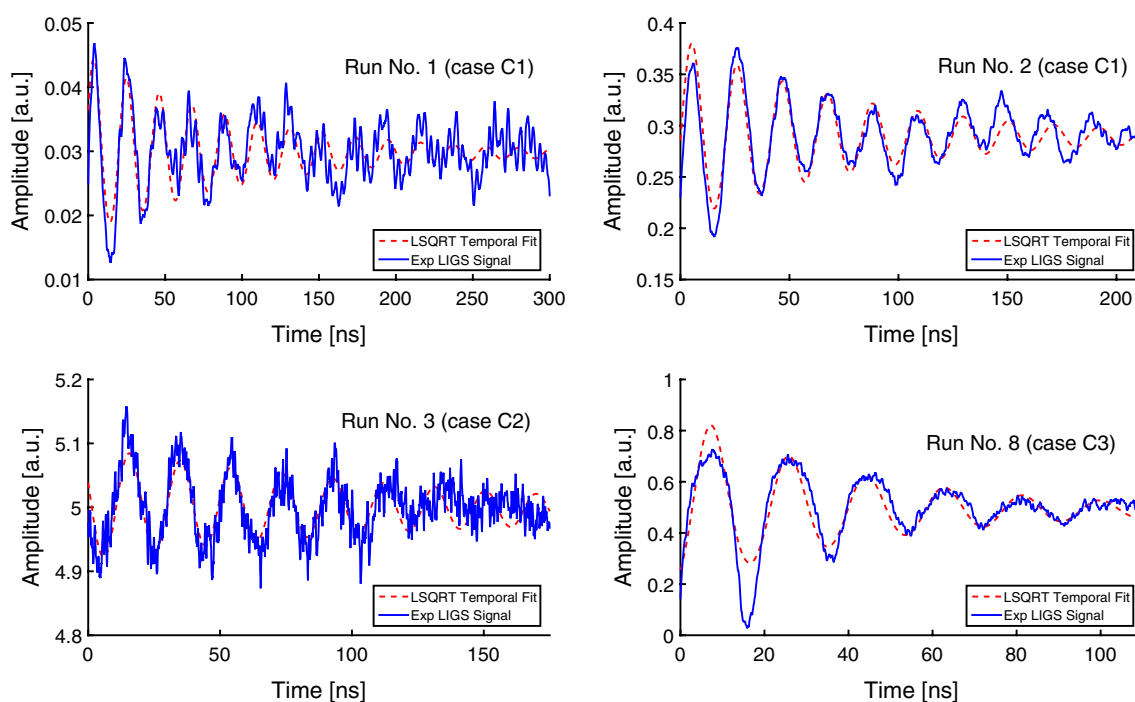 Run No. 1 (case C1)
Amplitude [a.u.]
0.05
0.04
0.03
0.02
0.01
LSQRT Temporal Fit
Exp LIGS Signal
0 50 100 150 200 250 300
Time [ns]
Run No. 2 (case C1)
Amplitude [a.u.]
0.4
0.35
0.3
0.25
0.2
0.15
LSQRT Temporal Fit
Exp LIGS Signal
0 50 100 150 200
Time [ns]
Run No. 3 (case C2)
Amplitude [a.u.]
5.2
5.1
5
4.9
4.8
LSQRT Temporal Fit
Exp LIGS Signal
0 50 100 150
Time [ns]
Run No. 8 (case C3)
Amplitude [a.u.]
1
0.8
0.6
0.4
0.2
0
LSQRT Temporal Fit
Exp LIGS Signal
0 20 40 60 80 100
Time [ns]